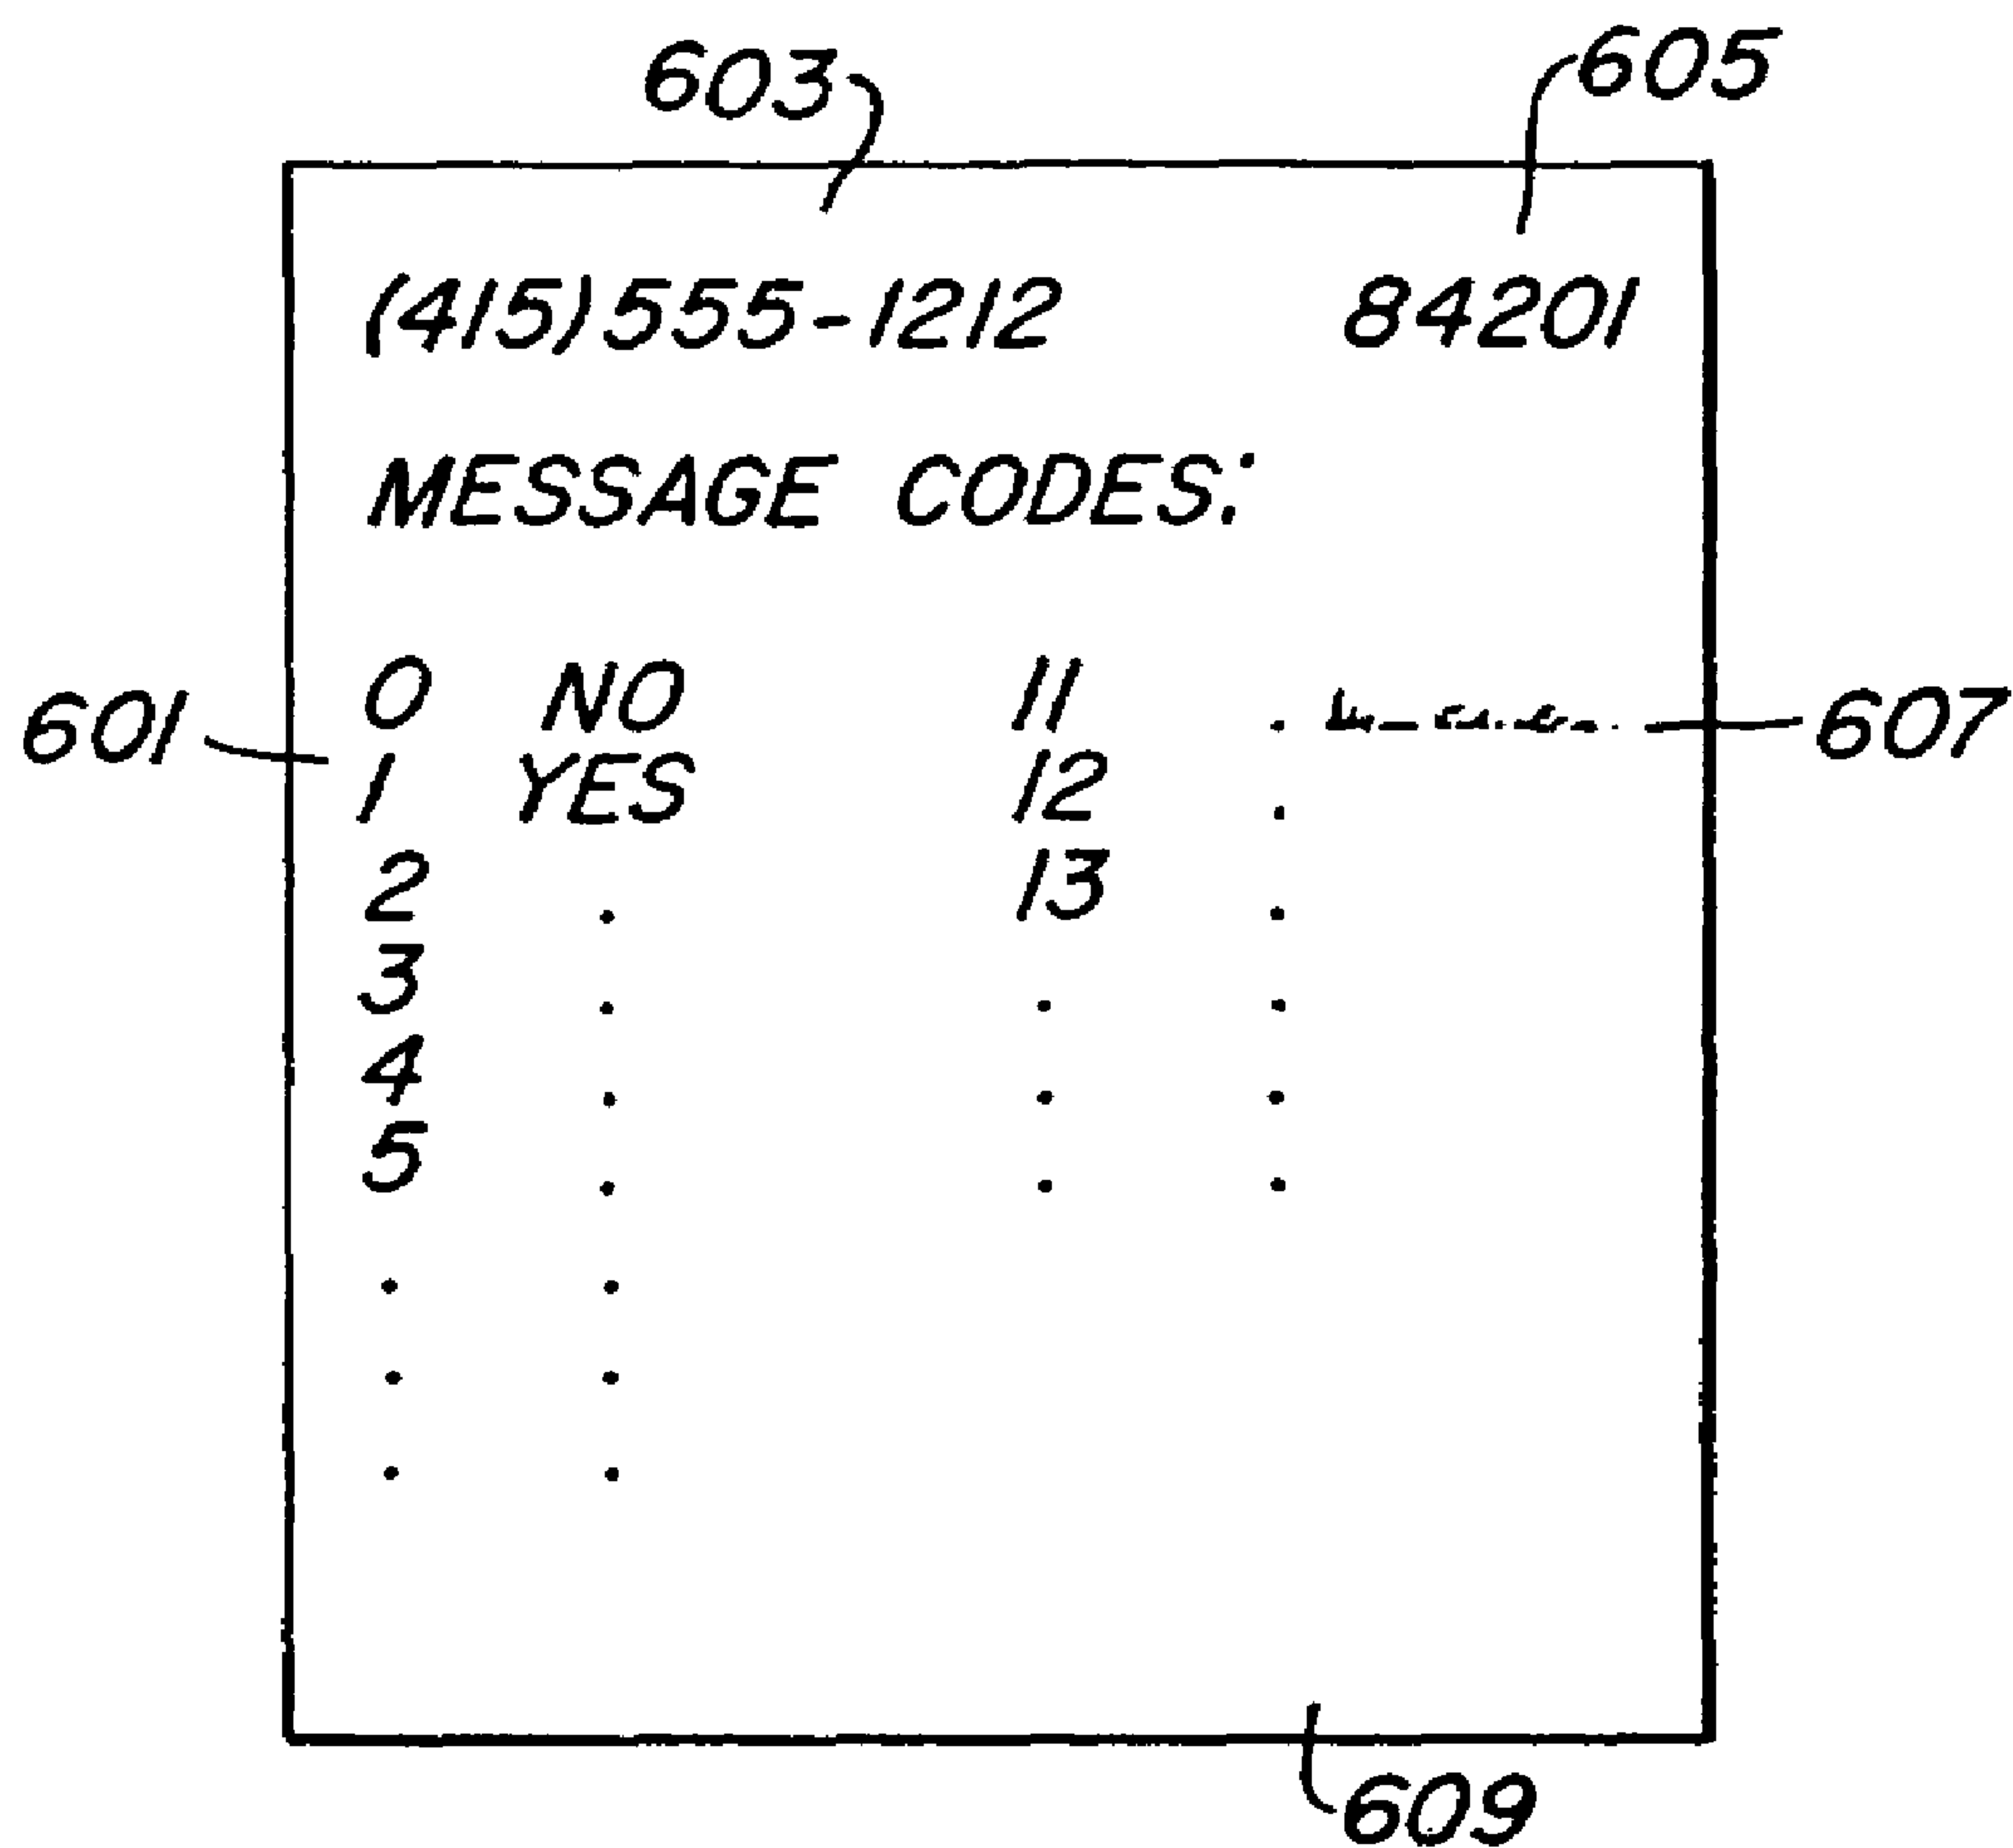 603 605
(415) 555-1212 84201
MESSAGE CODES:
0 NO 11 .
601 607
1 YES 12 .
2 . 13 .
3 . . .
4 . . .
5 . . .
. .
. .
. .
609